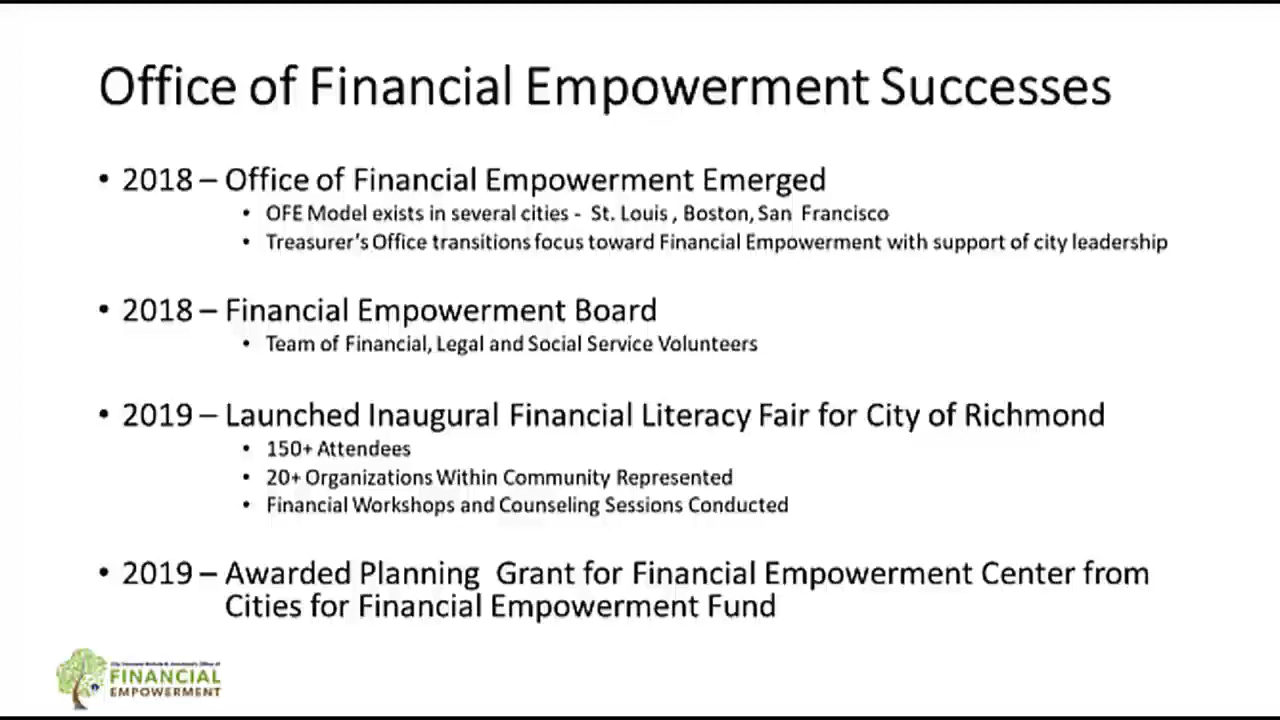 Office of Financial Empowerment Successes
• 2018 – Office of Financial Empowerment Emerged
• OFE Model exists in several cities - St. Louis , Boston, San Francisco
• Treasurer's Office transitions focus toward Financial Empowerment with support of city leadership
• 2018 – Financial Empowerment Board
• Team of Financial, Legal and Social Service Volunteers
• 2019 – Launched Inaugural Financial Literacy Fair for City of Richmond
• 150+ Attendees
• 20+ Organizations Within Community Represented
• Financial Workshops and Counseling Sessions Conducted
• 2019 – Awarded Planning Grant for Financial Empowerment Center from
Cities for Financial Empowerment Fund
FINANCIAL
EMPOWERMENT